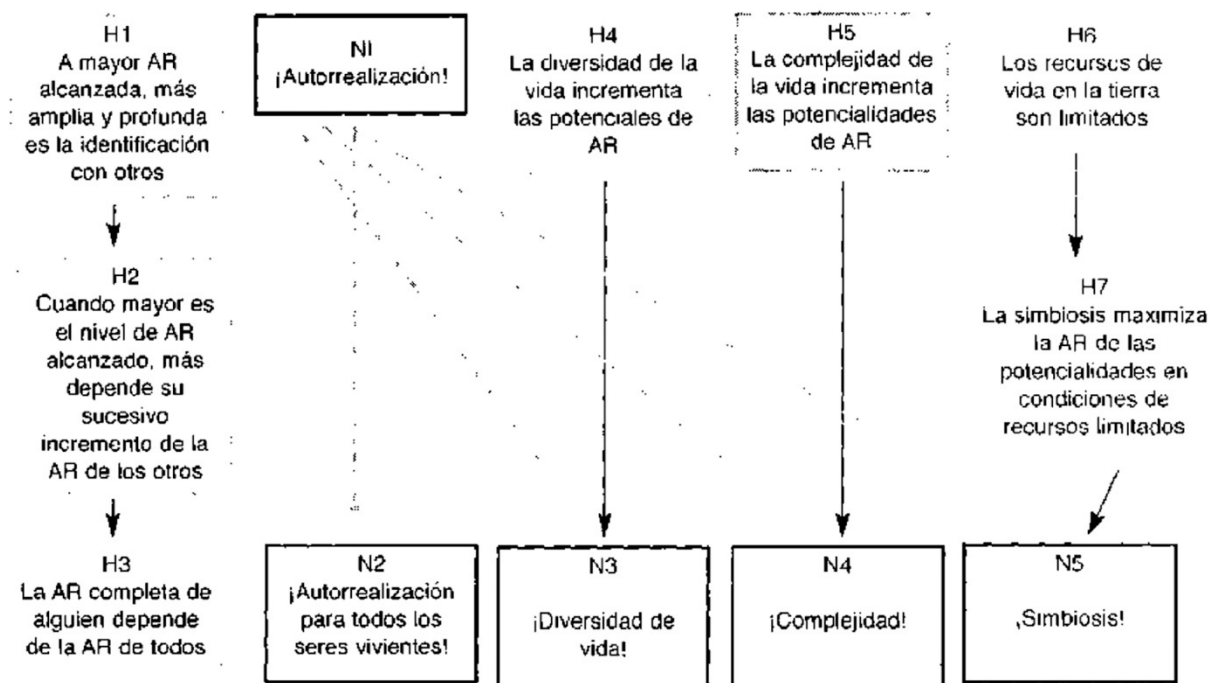 H1
A mayor AR
alcanzada, más
amplia y profunda
es la identificación
con otros
N1
¡Autorrealización!
H4
La diversidad de la
vida incrementa
las potenciales de
AR
H5
La complejidad de
la vida incrementa
las potencialidades
de AR
H6
Los recursos de
vida en la tierra
son limitados
H2
Cuando mayor es
el nivel de AR
alcanzado, más
depende su
sucesivo
incremento de la
AR de los otros
H7
La simbiosis maximiza
la AR de las
potencialidades en
condiciones de
recursos limitados
H3
La AR completa de
alguien depende
de la AR de todos
N2
¡Autorrealización
para todos los
seres vivientes!
N3
¡Diversidad de
vida!
N4
¡Complejidad!
N5
¡Simbiosis!